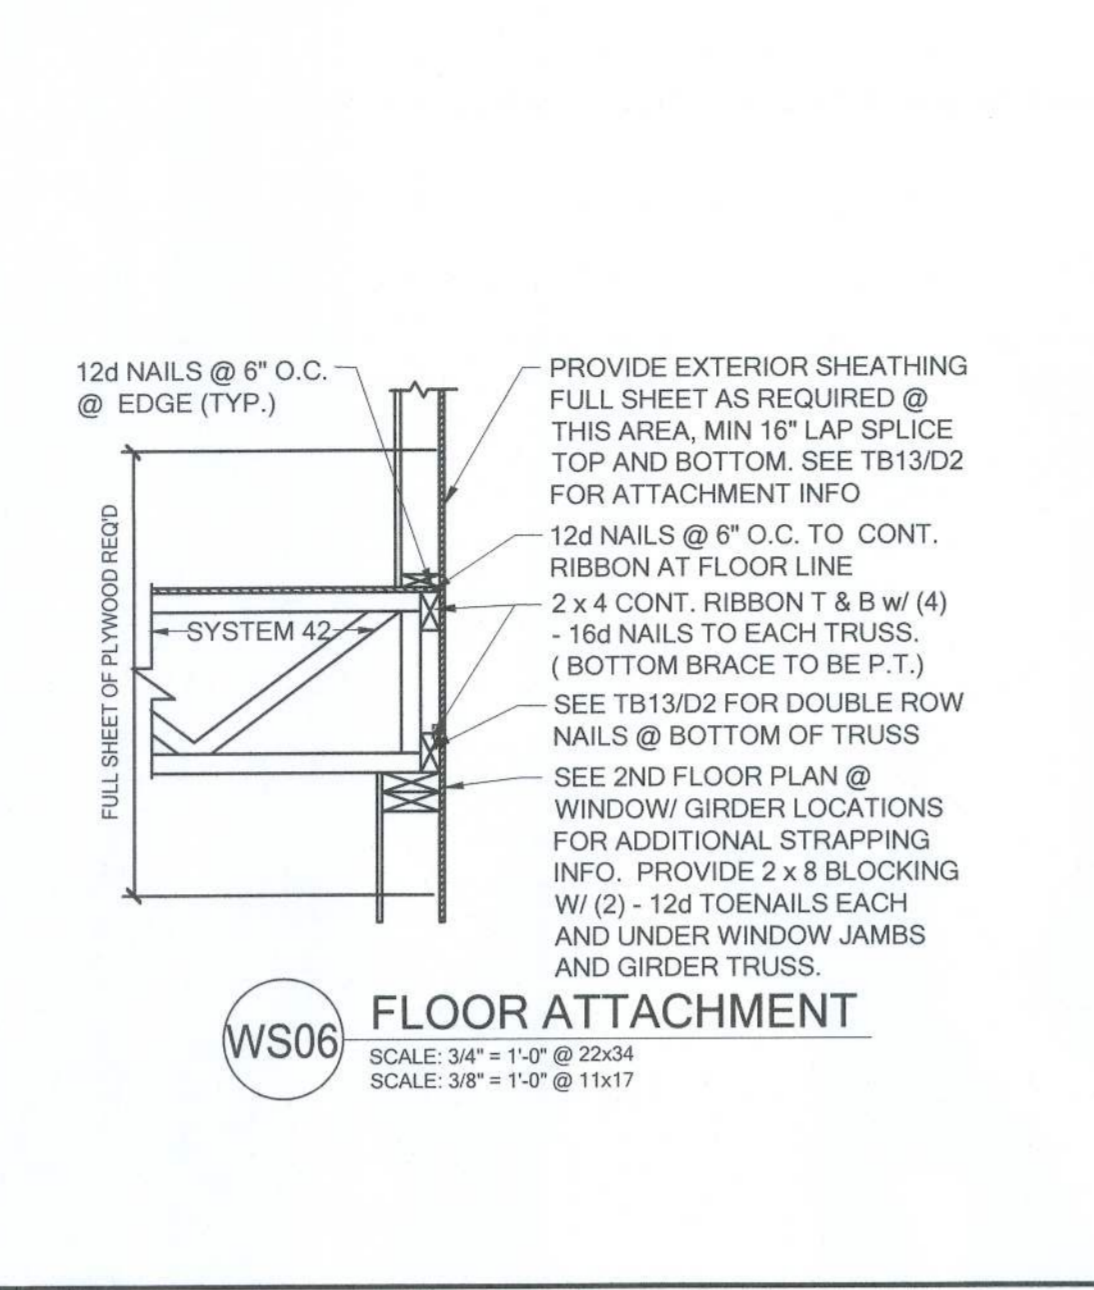 12d NAILS @ 6" O.C.
@ EDGE (TYP.)
FULL SHEET OF PLYWOOD REQ'D
SYSTEM 42
PROVIDE EXTERIOR SHEATHING
FULL SHEET AS REQUIRED @
THIS AREA, MIN 16" LAP SPLICE
TOP AND BOTTOM. SEE TB13/D2
FOR ATTACHMENT INFO
12d NAILS @ 6" O.C. TO CONT.
RIBBON AT FLOOR LINE
2 x 4 CONT. RIBBON T & B w/ (4)
- 16d NAILS TO EACH TRUSS.
( BOTTOM BRACE TO BE P.T.)
SEE TB13/D2 FOR DOUBLE ROW
NAILS @ BOTTOM OF TRUSS
SEE 2ND FLOOR PLAN @
WINDOW/ GIRDER LOCATIONS
FOR ADDITIONAL STRAPPING
INFO. PROVIDE 2 x 8 BLOCKING
W/ (2) - 12d TOENAILS EACH
AND UNDER WINDOW JAMBS
AND GIRDER TRUSS.
WS06
FLOOR ATTACHMENT
SCALE: 3/4" = 1'-0" @ 22x34
SCALE: 3/8" = 1'-0" @ 11x17